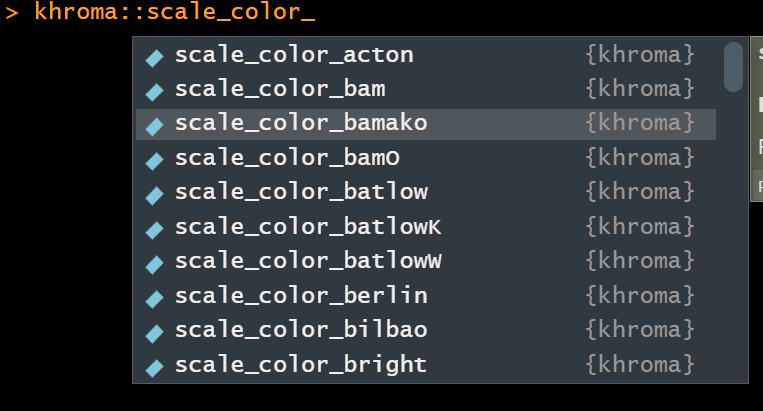 > khroma::scale_color_
scale_color_acton {khroma}
scale_color_bam {khroma}
scale_color_bamako {khroma}
scale_color_bamO {khroma}
scale_color_batlow {khroma}
scale_color_batlowK {khroma}
scale_color_batlowW {khroma}
scale_color_berlin {khroma}
scale_color_bilbao {khroma}
scale_color_bright {khroma}